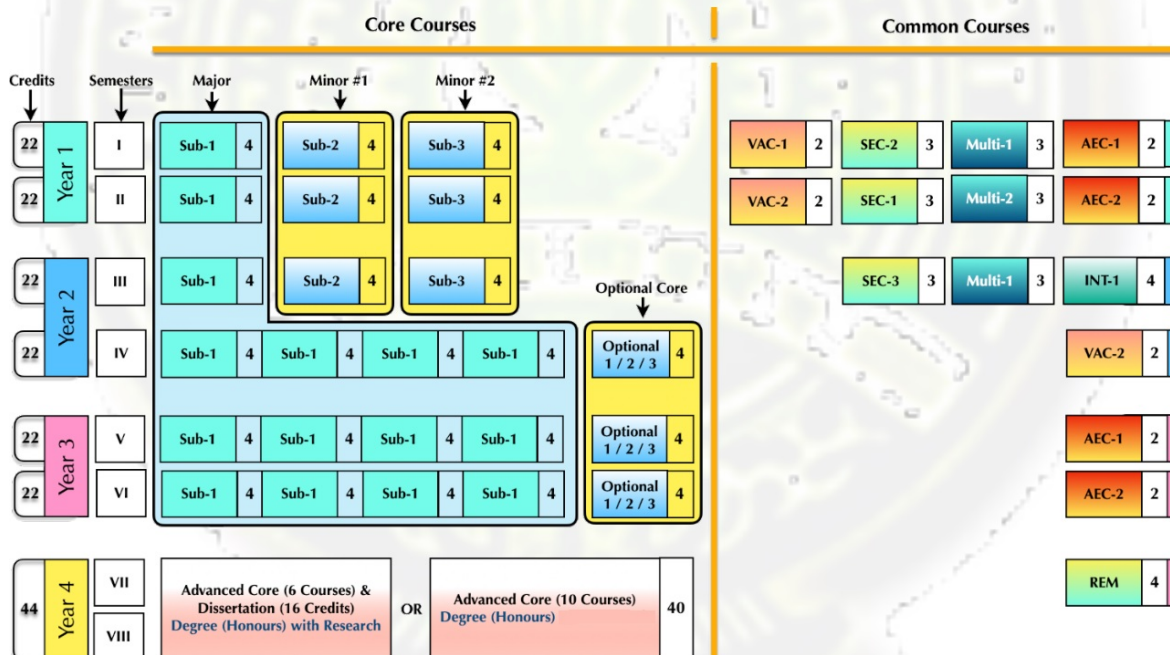 Core Courses
Common Courses
Credits
Semesters
Major
Minor #1
Minor #2
22
Year 1
I
Sub-1 4
Sub-2 4
Sub-3 4
VAC-1 2
SEC-2 3
Multi-1 3
AEC-1 2
22
II
Sub-1 4
Sub-2 4
Sub-3 4
VAC-2 2
SEC-1 3
Multi-2 3
AEC-2 2
22
Year 2
III
Sub-1 4
Sub-2 4
Sub-3 4
Optional Core
SEC-3 3
Multi-1 3
INT-1 4
22
IV
Sub-1 4
Sub-1 4
Sub-1 4
Sub-1 4
Optional
1 / 2 / 3
4
VAC-2 2
22
Year 3
V
Sub-1 4
Sub-1 4
Sub-1 4
Sub-1 4
Optional
1 / 2 / 3
4
AEC-1 2
22
VI
Sub-1 4
Sub-1 4
Sub-1 4
Sub-1 4
Optional
1 / 2 / 3
4
AEC-2 2
44
Year 4
VII
VIII
Advanced Core (6 Courses) &
Dissertation (16 Credits)
Degree (Honours) with Research
OR
Advanced Core (10 Courses)
Degree (Honours)
40
REM 4